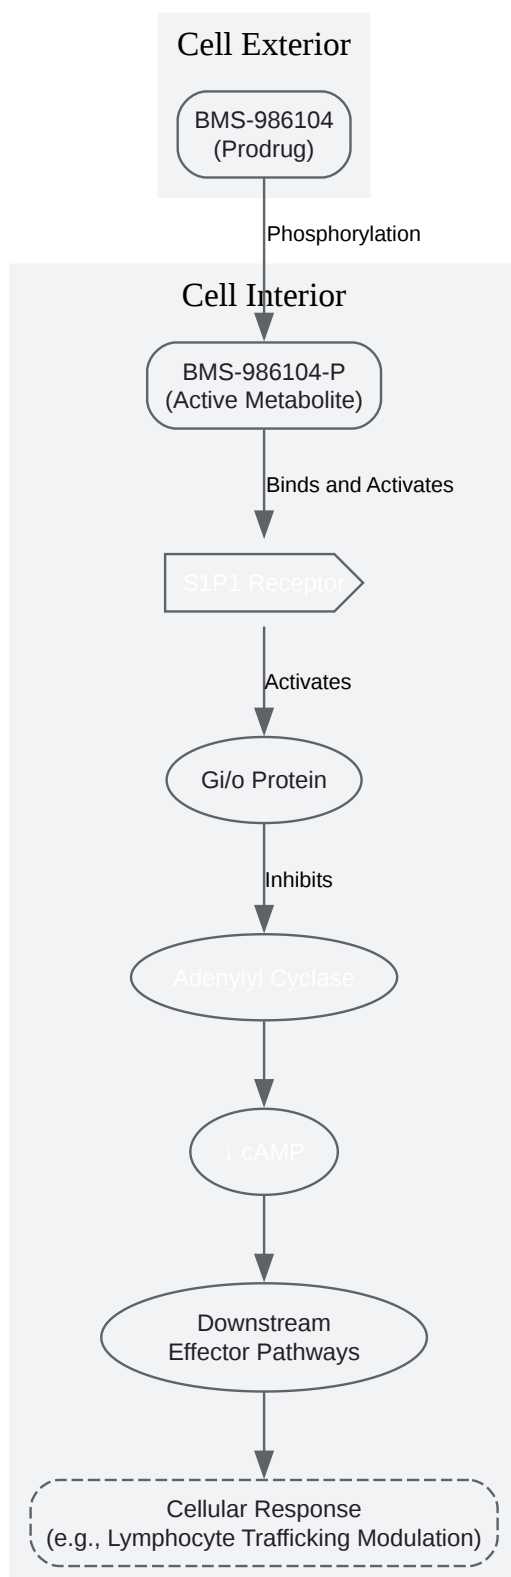 Cell Exterior
BMS-986104
(Prodrug)
Phosphorylation
Cell Interior
BMS-986104-P
(Active Metabolite)
Binds and Activates
S1P1 Receptor
Activates
Gi/o Protein
Inhibits
Adenylyl Cyclase
↓ cAMP
Downstream
Effector Pathways
Cellular Response
(e.g., Lymphocyte Trafficking Modulation)